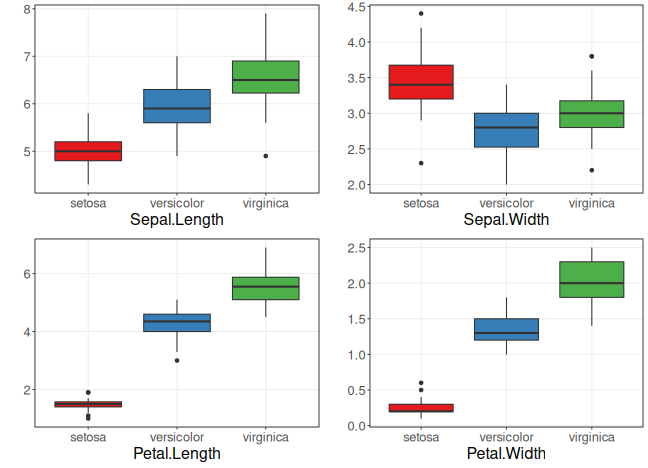 8
7
6
5
setosa versicolor virginica
Sepal.Length
4.5
4.0
3.5
3.0
2.5
2.0
setosa versicolor virginica
Sepal.Width
6
4
2
setosa versicolor virginica
Petal.Length
2.5
2.0
1.5
1.0
0.5
0.0
setosa versicolor virginica
Petal.Width